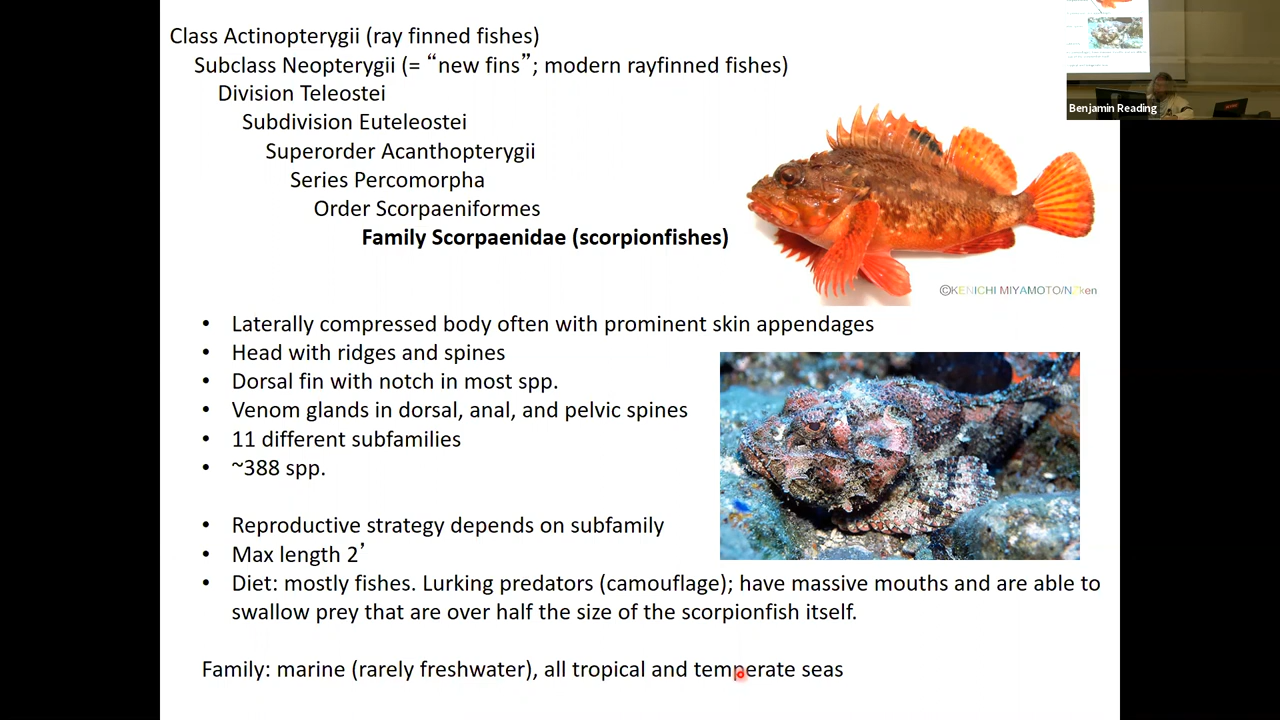 Class Actinopterygii (ray finned fishes)
Subclass Neopterygii (= “new fins”; modern rayfinned fishes)
Division Teleostei
Subdivision Euteleostei
Superorder Acanthopterygii
Series Percomorpha
Order Scorpaeniformes
Family Scorpaenidae (scorpionfishes)
Benjamin Reading
©KENICHI MIYAMOTO/
• Laterally compressed body often with prominent skin appendages
• Head with ridges and spines
• Dorsal fin with notch in most spp.
• Venom glands in dorsal, anal, and pelvic spines
• 11 different subfamilies
• ~388 spp.
• Reproductive strategy depends on subfamily
• Max length 2’
• Diet: mostly fishes. Lurking predators (camouflage); have massive mouths and are able to
swallow prey that are over half the size of the scorpionfish itself.
Family: marine (rarely freshwater), all tropical and temperate seas